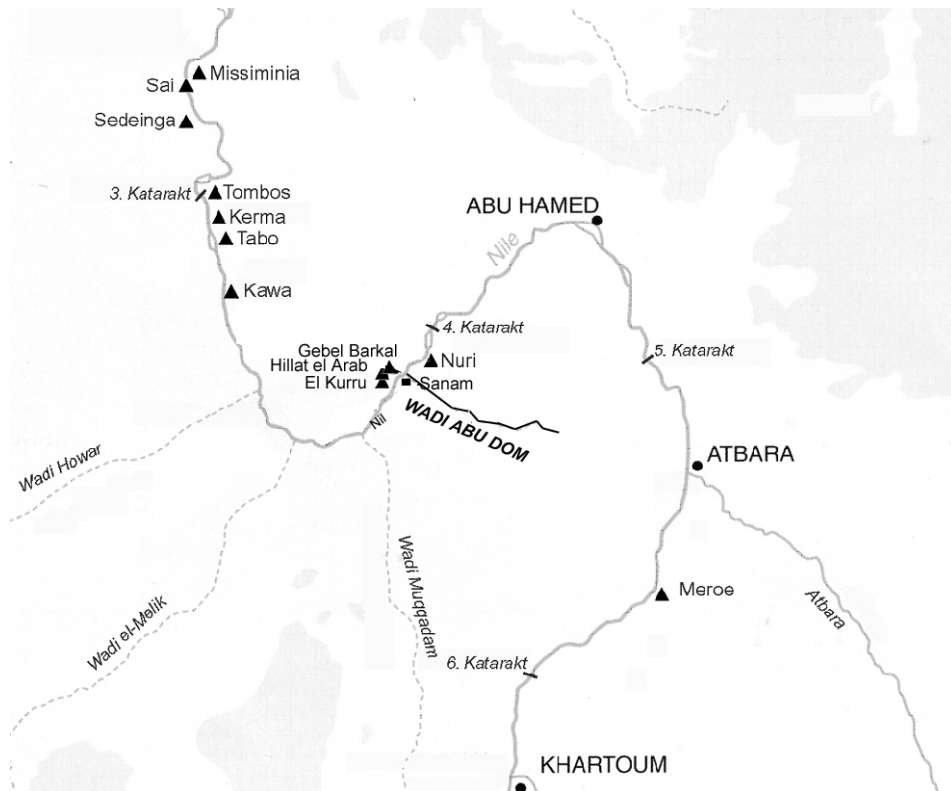 Missiminia
Sai
Sedeinga
3. Katarakt
Tombos
Kerma
Tabo
Kawa
ABU HAMED
Nile
4. Katarakt
5. Katarakt
Gebel Barkal
Hillat el Arab
El Kurru
Nuri
Sanam
Nil
WADI ABU DOM
Wadi Howar
ATBARA
Wadi el-Melik
Wadi Muqqadam
Meroe
Atbara
6. Katarakt
KHARTOUM